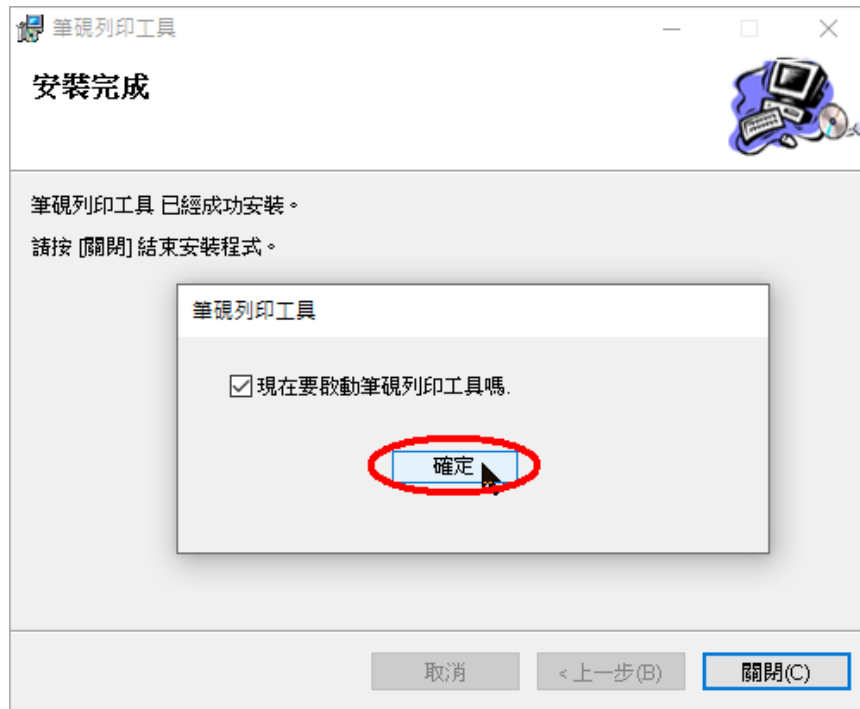 筆硯列印工具
安裝完成
筆硯列印工具 已經成功安裝。
請按 [關閉] 結束安裝程式。
筆硯列印工具
現在要啟動筆硯列印工具嗎.
確定
取消
<上一步(B)
關閉(C)